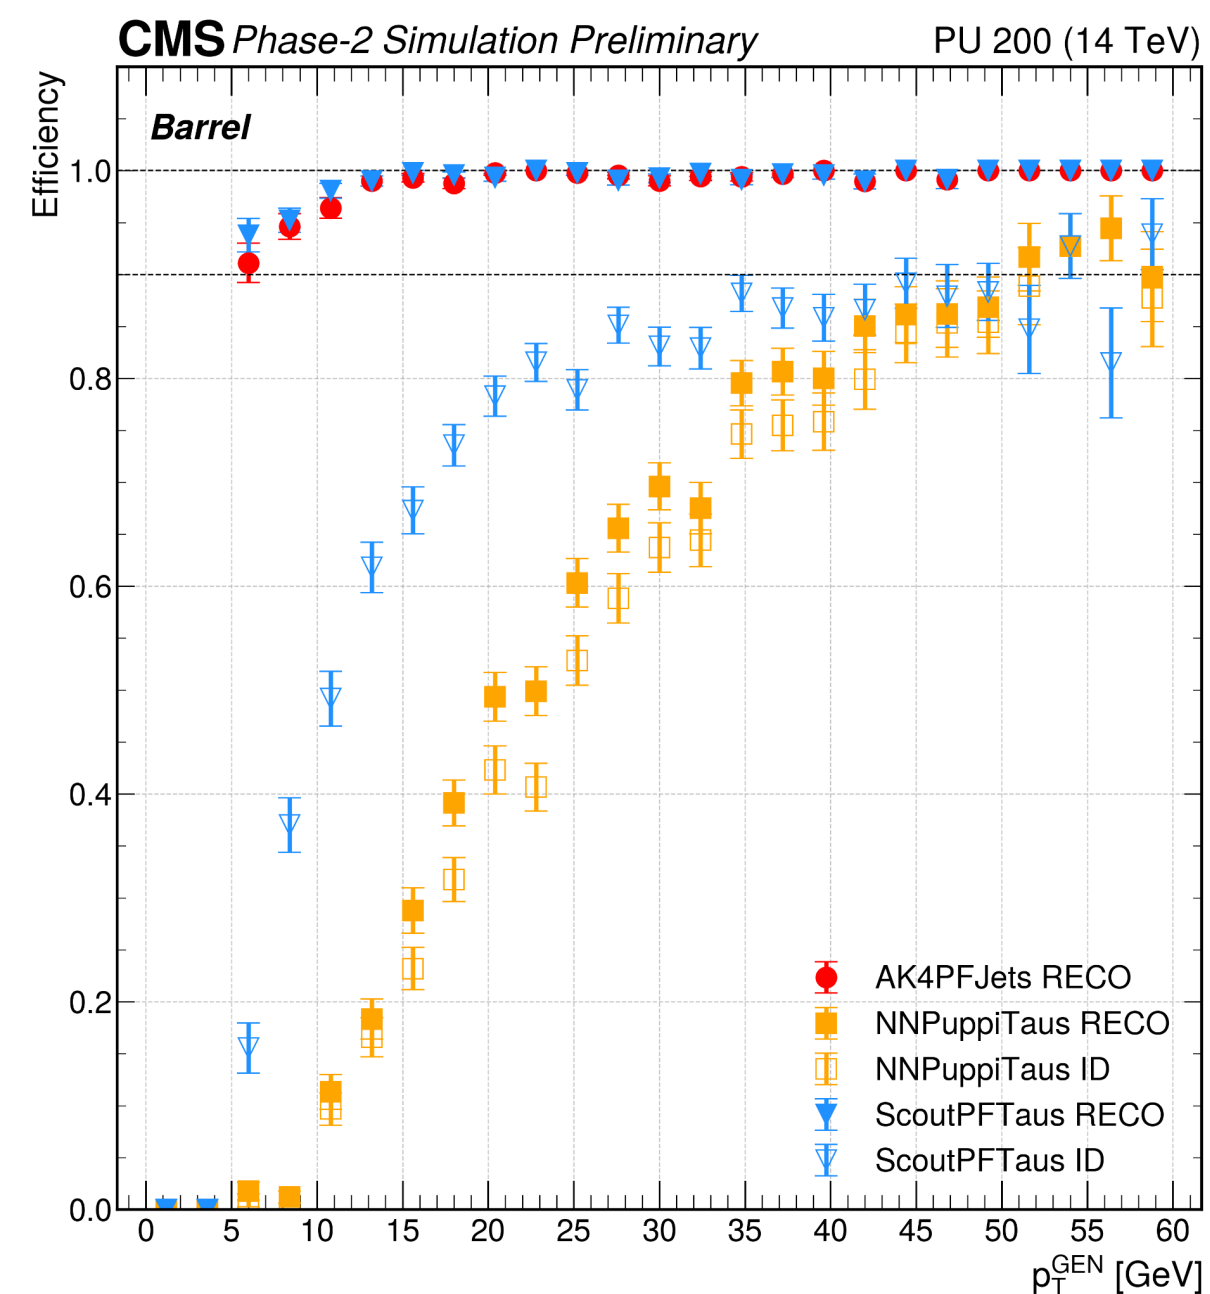 CMS Phase-2 Simulation Preliminary PU 200 (14 TeV)
Efficiency
Barrel
1.0
0.8
0.6
0.4
0.2
0.0
AK4PFJets RECO
NNPuppiTaus RECO
NNPuppiTaus ID
ScoutPFTaus RECO
ScoutPFTaus ID
0 5 10 15 20 25 30 35 40 45 50 55 60
p_T^GEN [GeV]